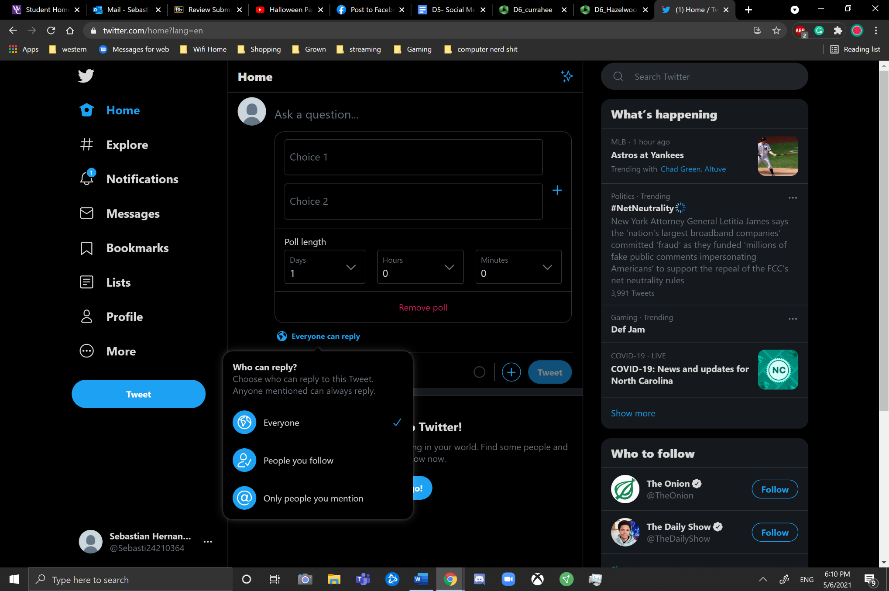 Student Hom
Mail - Sebasti
Review Subm
Halloween Pa
Post to Faceb
D5- Social Me
D6_currahee
D6_Hazelwoo
(1) Home / Tw
twitter.com/home?lang=en
Apps
western
Messages for web
Wifi Home
Shopping
Grown
streaming
Gaming
computer nerd shit
Reading list
Home
Explore
Notifications
1
Messages
Bookmarks
Lists
Profile
More
Tweet
Sebastian Hernan...
@Sebasti24210364
Home
Ask a question...
Choice 1
Choice 2
Poll length
Days
1
Hours
0
Minutes
0
Remove poll
Everyone can reply
Tweet
Who can reply?
Choose who can reply to this Tweet.
Anyone mentioned can always reply.
Everyone
People you follow
Only people you mention
o Twitter!
ng in your world. Find some people and
ow now.
go!
Search Twitter
What's happening
MLB · 1 hour ago
Astros at Yankees
Trending with Chad Green, Altuve
Politics · Trending
#NetNeutrality
New York Attorney General Letitia James says
the 'nation's largest broadband companies'
committed 'fraud' as they funded 'millions of
fake public comments impersonating
Americans' to support the repeal of the FCC's
net neutrality rules
3,991 Tweets
Gaming · Trending
Def Jam
COVID-19 · LIVE
COVID-19: News and updates for
North Carolina
NC
Show more
Who to follow
The Onion
@TheOnion
Follow
The Daily Show
@TheDailyShow
Follow
Type here to search
ENG
6:10 PM
5/6/2021